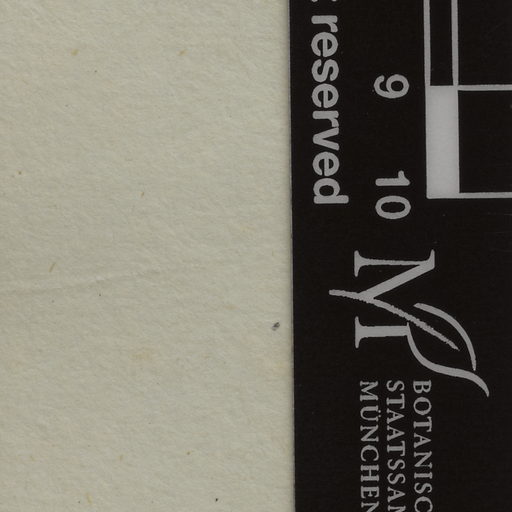 reserved
9 10
BOTANISC
STAATSSAM
MÜNCHEN